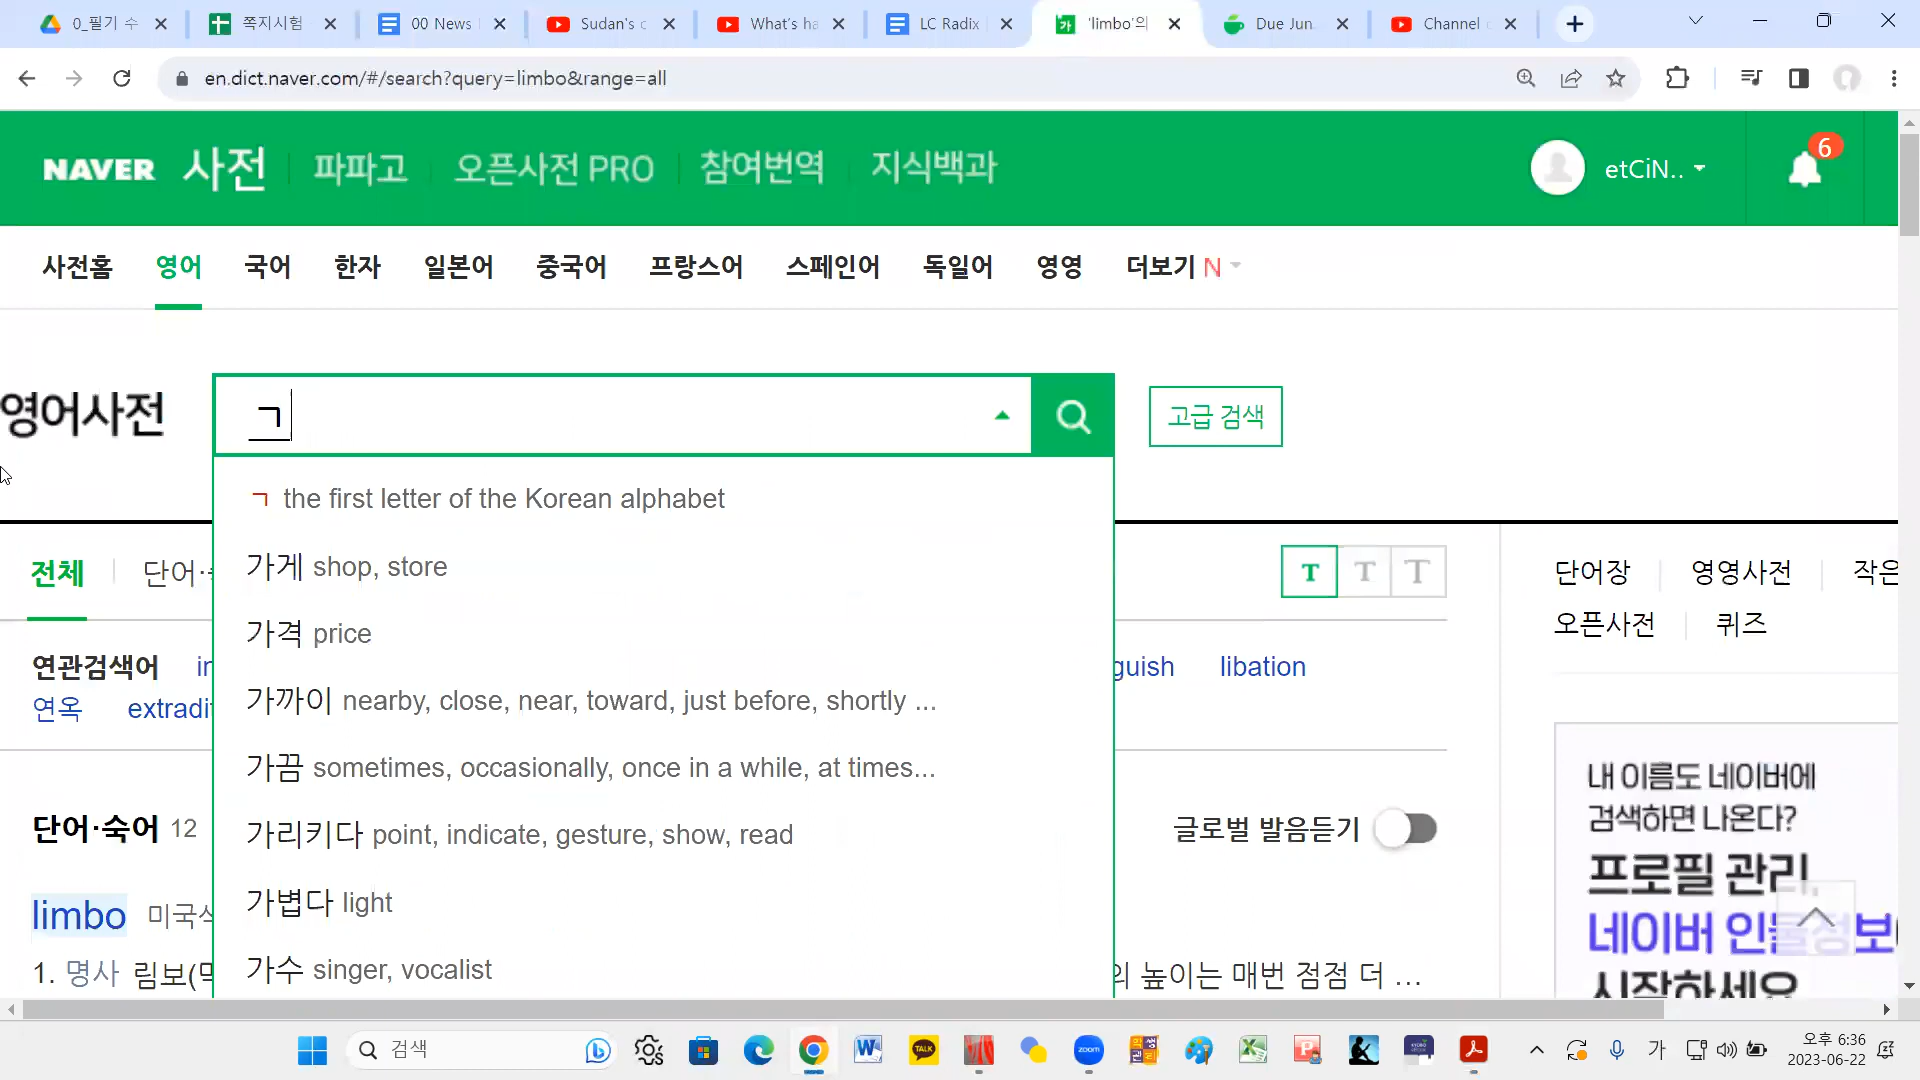 0_필기 수
쪽지시험
00 News
Sudan's c
What's ha
LC Radix
'limbo'의
Due Jun
Channel
en.dict.naver.com/#/search?query=limbo&range=all
NAVER 사전 파파고 오픈사전 PRO 참여번역 지식백과 etCiN.. 6
사전홈 영어 국어 한자 일본어 중국어 프랑스어 스페인어 독일어 영영 더보기 N
영어사전 ㄱ 고급 검색
ㄱ the first letter of the Korean alphabet
가게 shop, store
가격 price
가까이 nearby, close, near, toward, just before, shortly ...
가끔 sometimes, occasionally, once in a while, at times...
가리키다 point, indicate, gesture, show, read
가볍다 light
가수 singer, vocalist
전체 단어· T T T
연관검색어 guish libation
연옥 extradit
단어·숙어 12 글로벌 발음듣기
limbo 미국식
1. 명사 림보(막 의 높이는 매번 점점 더 ...
단어장 영영사전 작은
오픈사전 퀴즈
내 이름도 네이버에
검색하면 나온다?
프로필 관리,
네이버 인물정보
시작하세요
검색
TALK
zoom
가
오후 6:36
2023-06-22